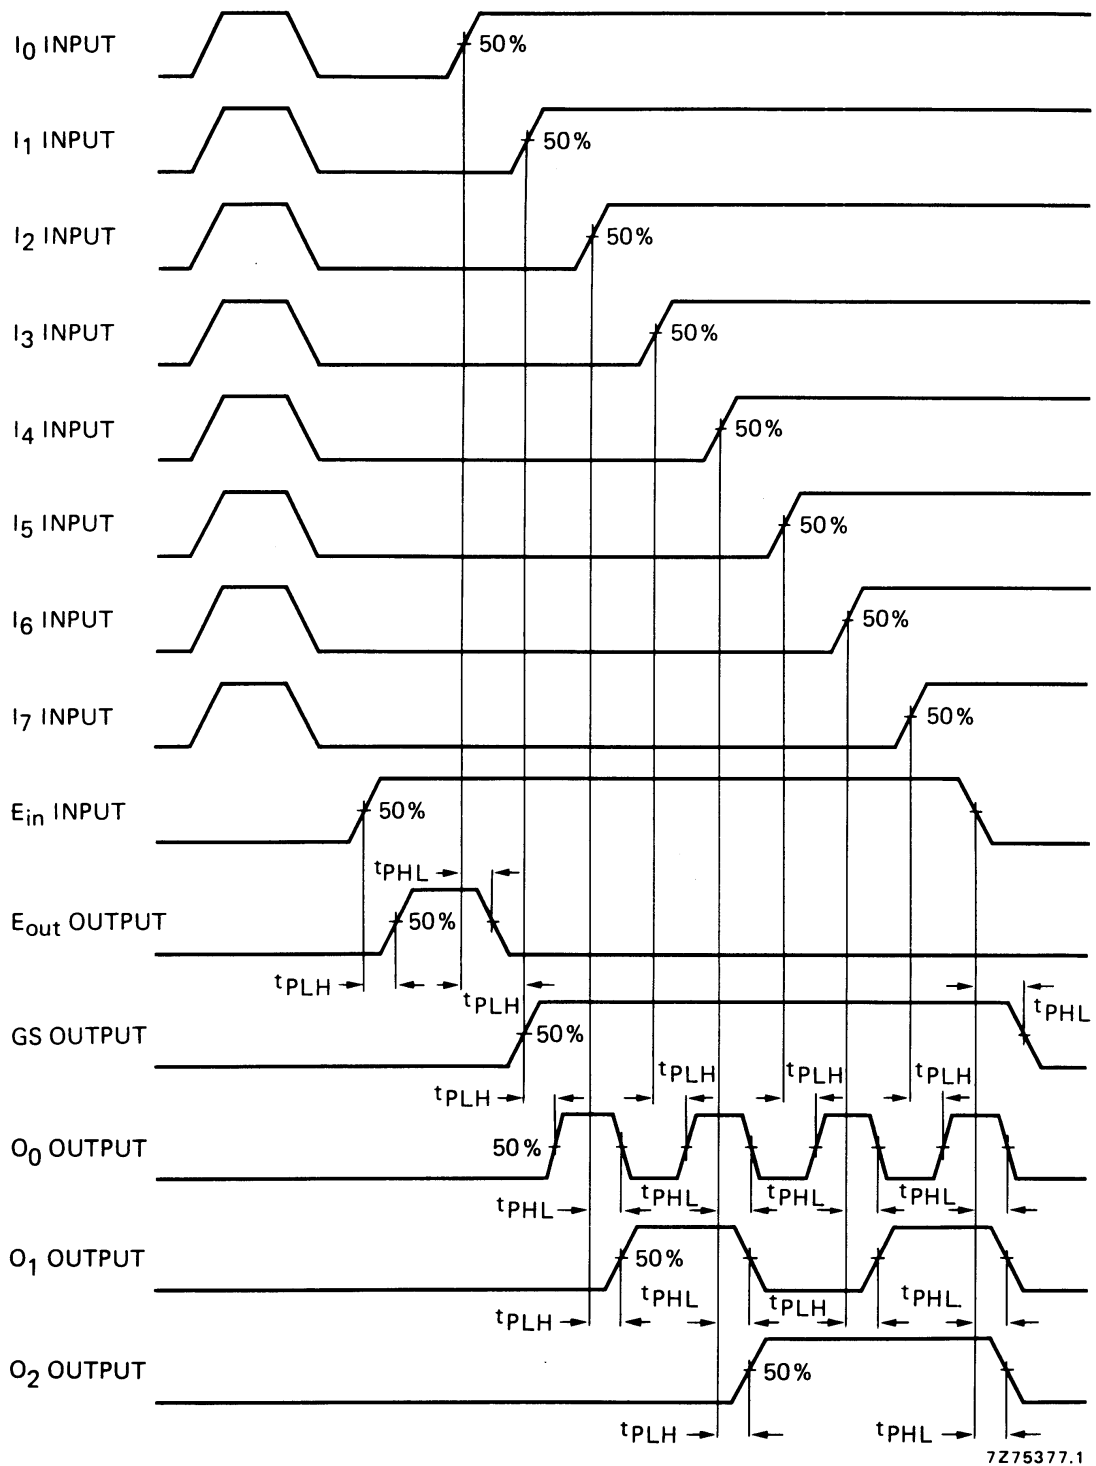 I0 INPUT
50%
I1 INPUT
50%
I2 INPUT
50%
I3 INPUT
50%
I4 INPUT
50%
I5 INPUT
50%
I6 INPUT
50%
I7 INPUT
50%
Ein INPUT
50%
tPHL
Eout OUTPUT
50%
tPLH
tPLH
tPHL
GS OUTPUT
50%
tPLH
tPLH
tPLH
tPLH
O0 OUTPUT
50%
tPHL
tPHL
tPHL
tPHL
O1 OUTPUT
50%
tPLH
tPHL
tPLH
tPHL
O2 OUTPUT
50%
tPLH
tPHL
7Z75377.1